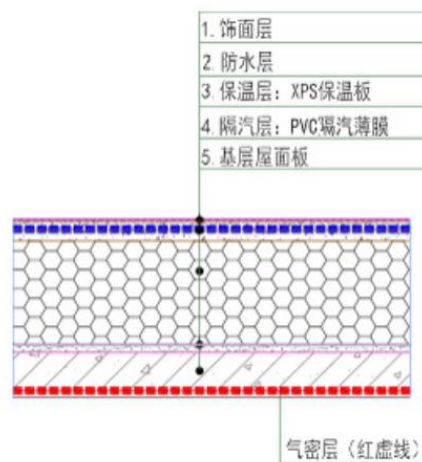 1. 饰面层
2. 防水层
3. 保温层：XPS保温板
4. 隔汽层：PVC隔汽薄膜
5. 基层屋面板
气密层（红虚线）